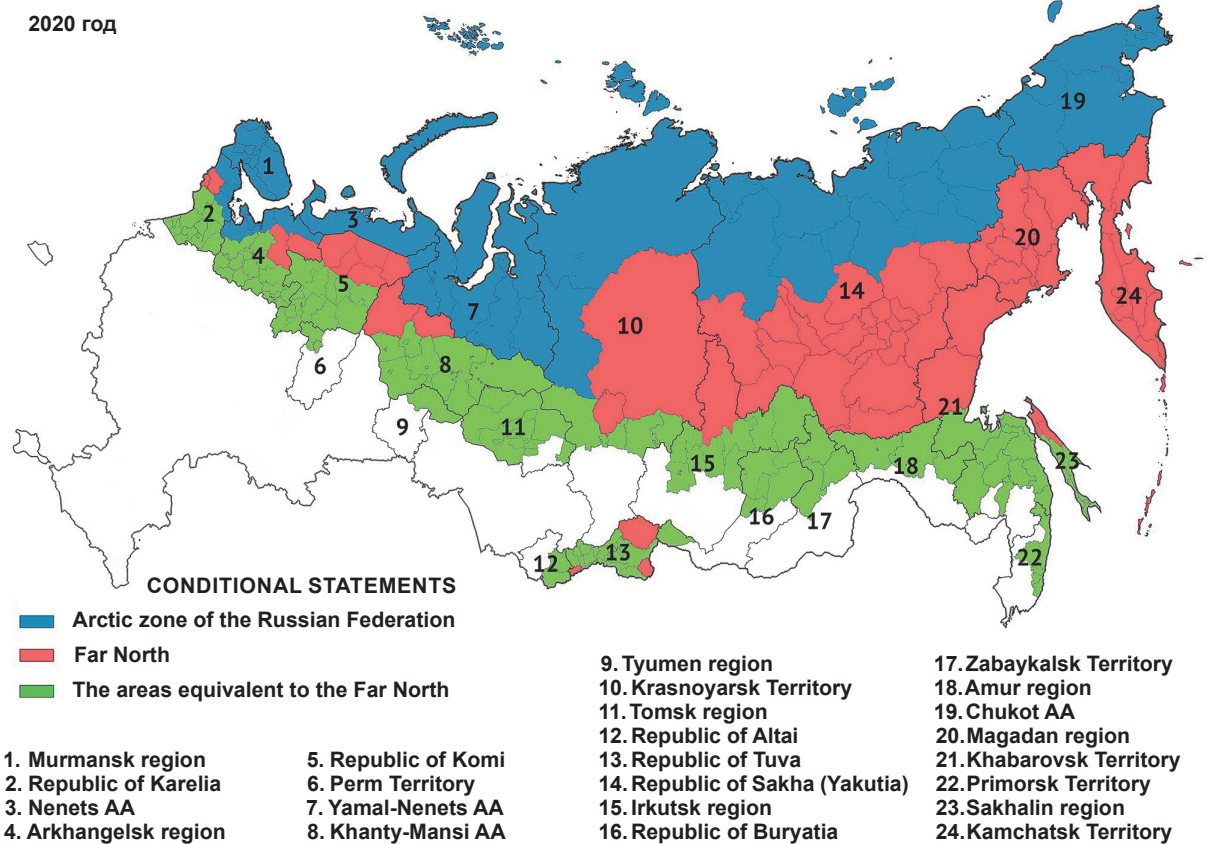 2020 год
19
1
2
3
20
4
5
14
24
7
10
6
8
9
11
21
15
23
18
16
17
13
12
22
CONDITIONAL STATEMENTS
Arctic zone of the Russian Federation
Far North
The areas equivalent to the Far North
1. Murmansk region
2. Republic of Karelia
3. Nenets AA
4. Arkhangelsk region
5. Republic of Komi
6. Perm Territory
7. Yamal-Nenets AA
8. Khanty-Mansi AA
9. Tyumen region
10. Krasnoyarsk Territory
11. Tomsk region
12. Republic of Altai
13. Republic of Tuva
14. Republic of Sakha (Yakutia)
15. Irkutsk region
16. Republic of Buryatia
17. Zabaykalsk Territory
18. Amur region
19. Chukot AA
20. Magadan region
21. Khabarovsk Territory
22. Primorsk Territory
23. Sakhalin region
24. Kamchatsk Territory